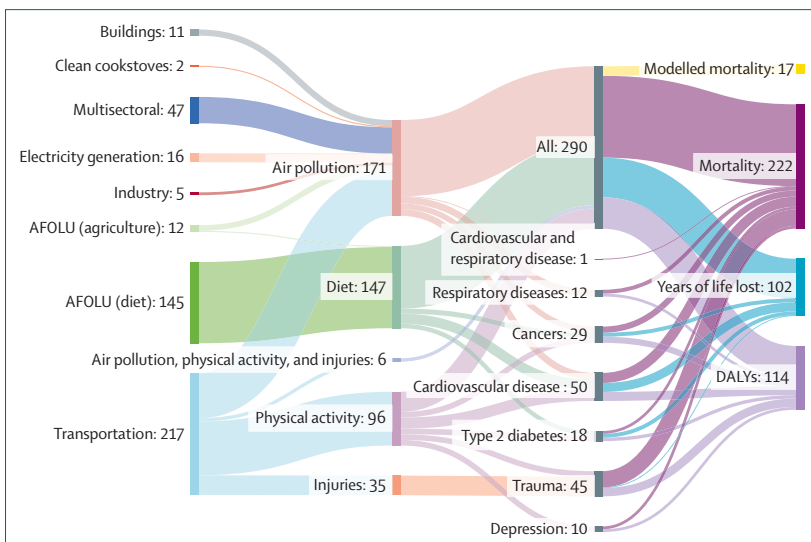 Buildings: 11
Clean cookstoves: 2
Multisectoral: 47
Electricity generation: 16
Industry: 5
AFOLU (agriculture): 12
AFOLU (diet): 145
Transportation: 217
Air pollution: 171
Diet: 147
Air pollution, physical activity, and injuries: 6
Physical activity: 96
Injuries: 35
All: 290
Cardiovascular and
respiratory disease: 1
Respiratory diseases: 12
Cancers: 29
Cardiovascular disease : 50
Type 2 diabetes: 18
Trauma: 45
Depression: 10
Modelled mortality: 17
Mortality: 222
Years of life lost: 102
DALYs: 114